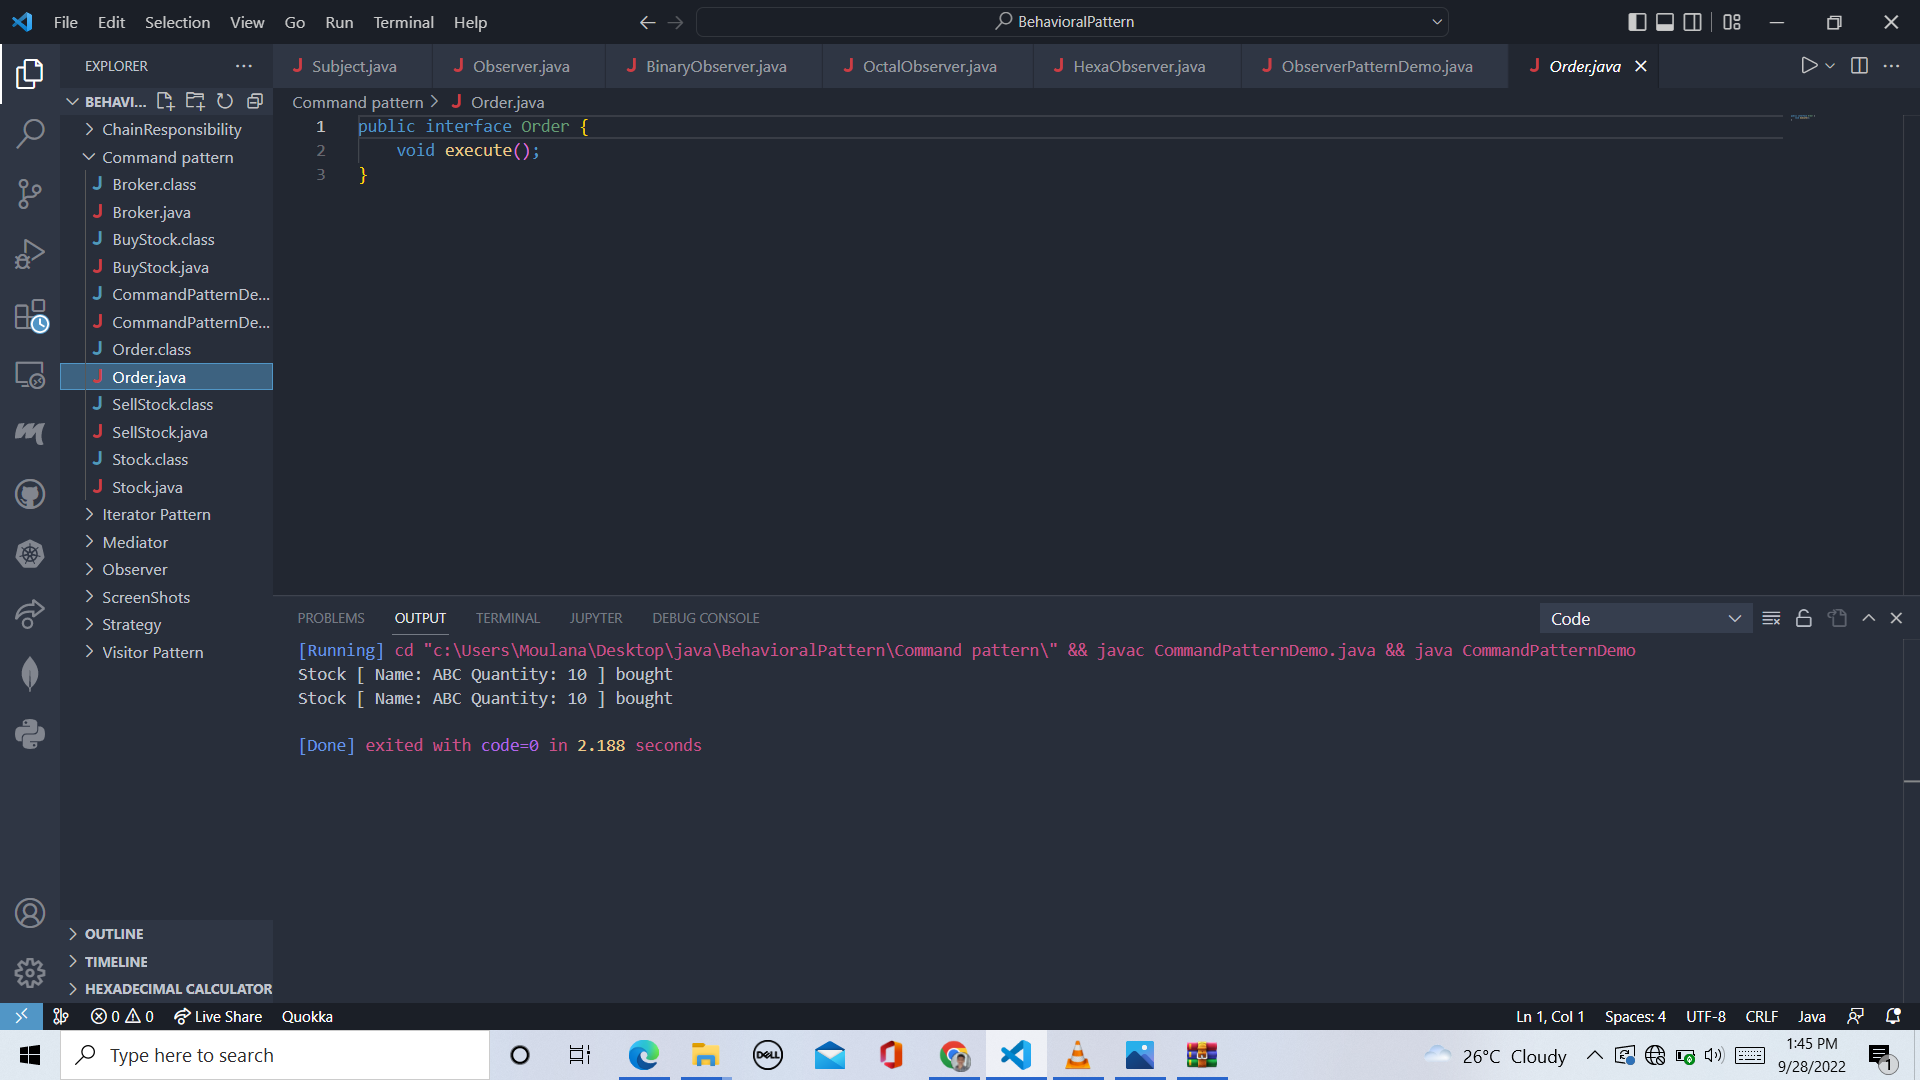 File Edit Selection View Go Run Terminal Help
BehavioralPattern
EXPLORER
Subject.java
Observer.java
BinaryObserver.java
OctalObserver.java
HexaObserver.java
ObserverPatternDemo.java
Order.java
BEHAVI...
Command pattern > Order.java
ChainResponsibility
Command pattern
Broker.class
Broker.java
BuyStock.class
BuyStock.java
CommandPatternDe...
CommandPatternDe...
Order.class
Order.java
SellStock.class
SellStock.java
Stock.class
Stock.java
Iterator Pattern
Mediator
Observer
ScreenShots
Strategy
Visitor Pattern
OUTLINE
TIMELINE
HEXADECIMAL CALCULATOR
1 public interface Order {
2 void execute();
3 }
PROBLEMS OUTPUT TERMINAL JUPYTER DEBUG CONSOLE
Code
[Running] cd "c:\Users\Moulana\Desktop\java\BehavioralPattern\Command pattern\" && javac CommandPatternDemo.java && java CommandPatternDemo
Stock [ Name: ABC Quantity: 10 ] bought
Stock [ Name: ABC Quantity: 10 ] bought
[Done] exited with code=0 in 2.188 seconds
0 0 Live Share Quokka
Ln 1, Col 1 Spaces: 4 UTF-8 CRLF Java
Type here to search
DELL
26°C Cloudy
1:45 PM
9/28/2022
1